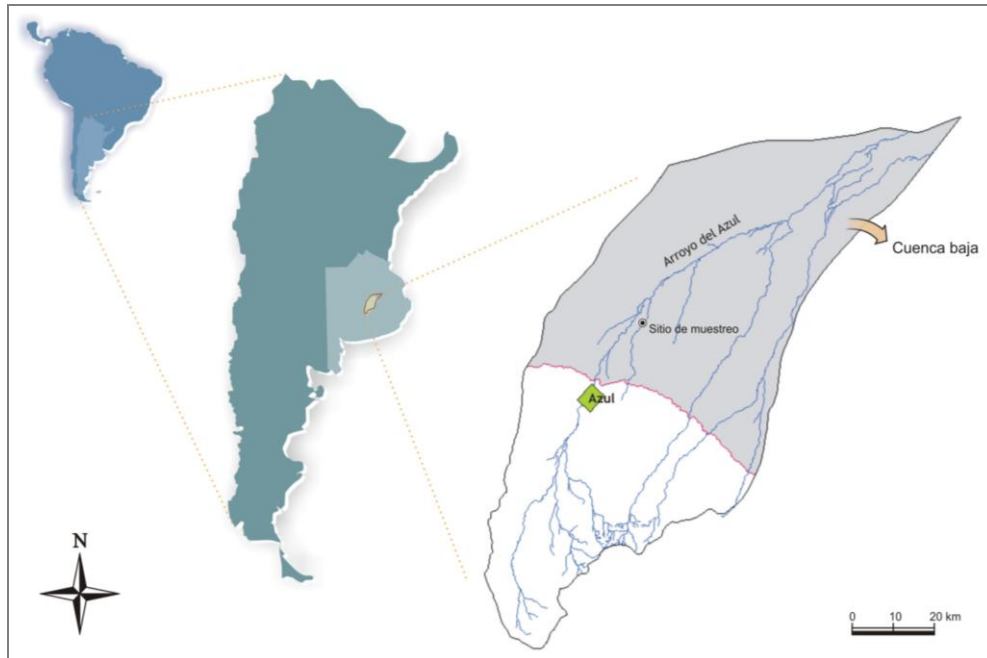 Arroyo del Azul
Cuenca baja
Sitio de muestreo
Azul
N
0 10 20 km